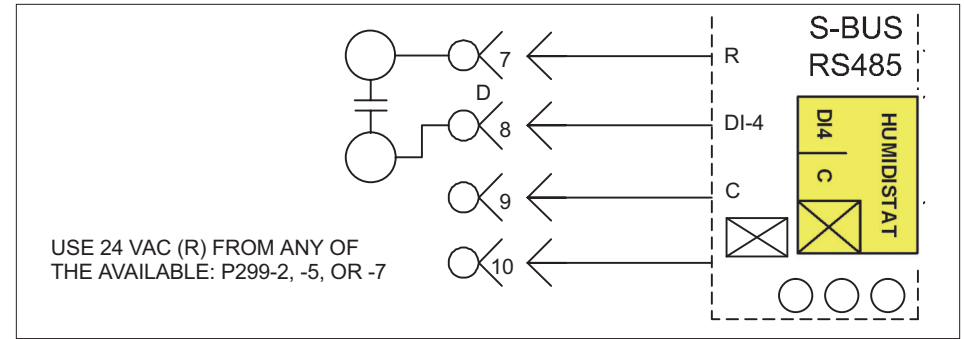 S-BUS
RS485
7
R
D
8
DI-4
DI4
C
HUMIDISTAT
9
C
10
USE 24 VAC (R) FROM ANY OF
THE AVAILABLE: P299-2, -5, OR -7